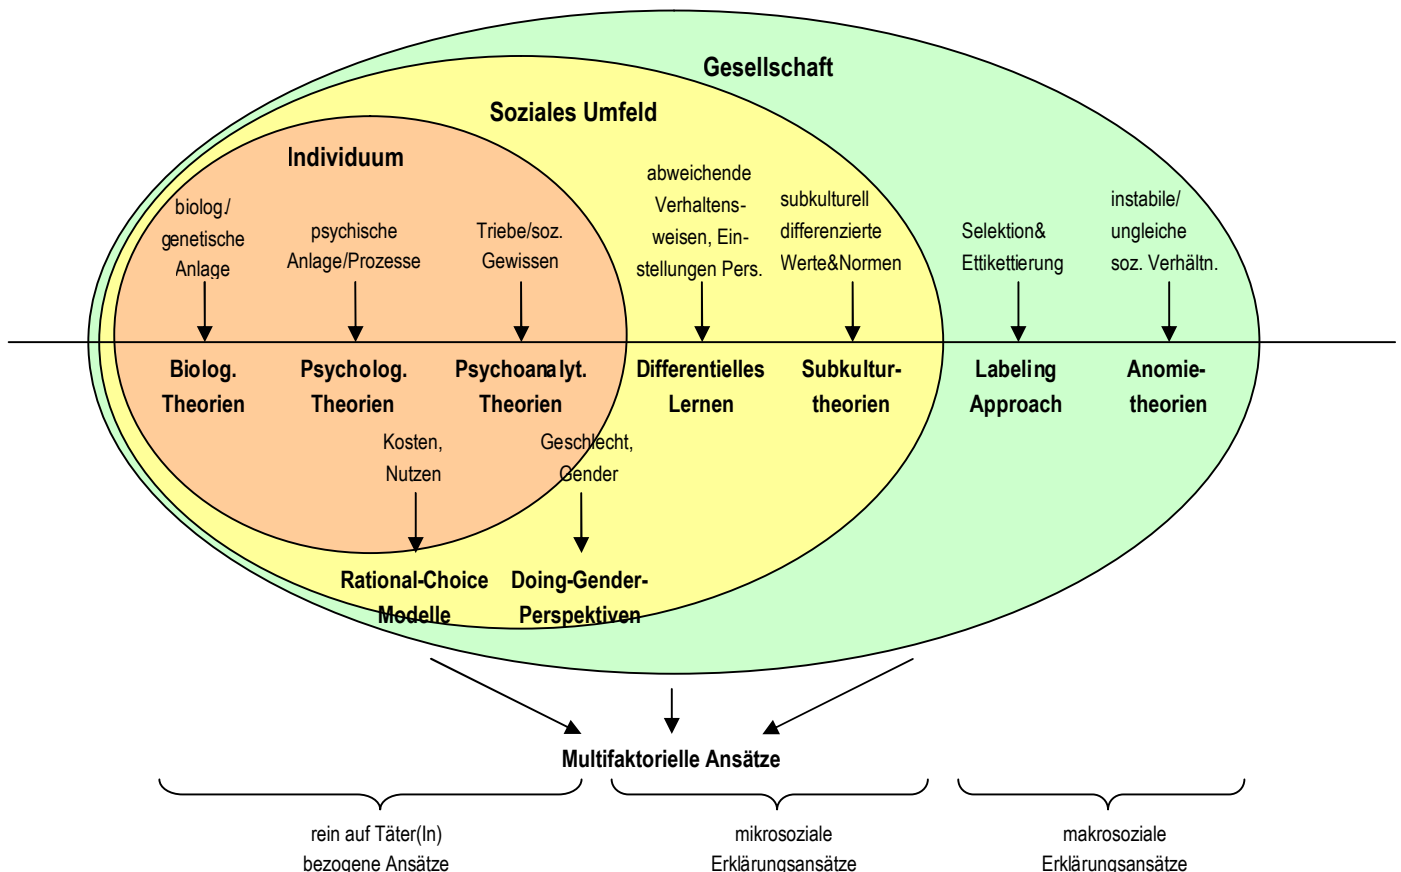 Gesellschaft
Soziales Umfeld
Individuum
biolog./
genetische
Anlage
psychische
Anlage/Prozesse
Triebe/soz.
Gewissen
abweichende
Verhaltens-
weisen, Ein-
stellungen Pers.
subkulturell
differenzierte
Werte&Normen
Selektion&
Ettikettierung
instabile/
ungleiche
soz. Verhältn.
Biolog.
Theorien
Psycholog.
Theorien
Psychoanalyt.
Theorien
Differentielles
Lernen
Subkultur-
theorien
Labeling
Approach
Anomie-
theorien
Kosten,
Nutzen
Geschlecht,
Gender
Rational-Choice
Modelle
Doing-Gender-
Perspektiven
Multifaktorielle Ansätze
rein auf Täter(In)
bezogene Ansätze
mikrosoziale
Erklärungsansätze
makrosoziale
Erklärungsansätze